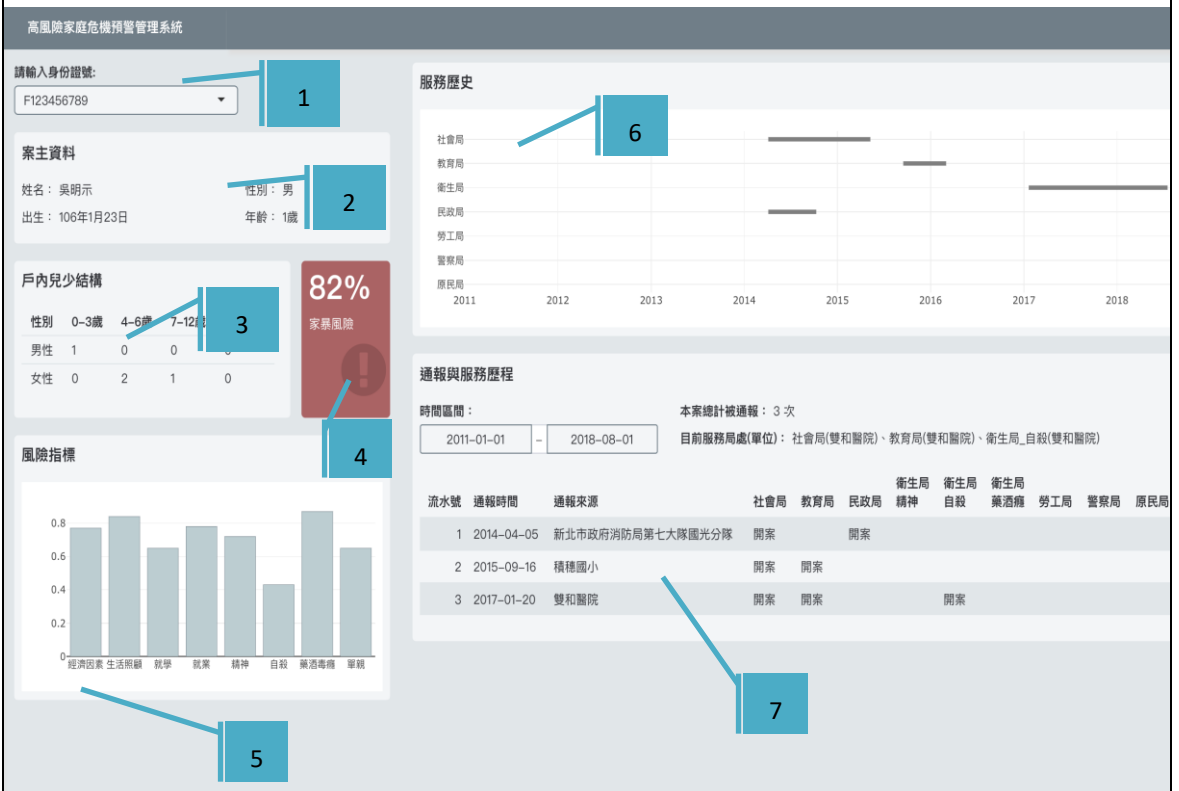 高風險家庭危機預警管理系統
請輸入身份證號:
F123456789
1
案主資料
姓名： 吳明示
性別： 男
出生： 106年1月23日
年齡： 1歲
2
戶內兒少結構
性別 0-3歲 4-6歲 7-12歲
男性 1 0 0 0
女性 0 2 1 0
3
82%
家暴風險
4
風險指標
0.8
0.6
0.4
0.2
0
經濟因素 生活照顧 就學 就業 精神 自殺 藥酒毒癮 單親
5
服務歷史
6
社會局
教育局
衛生局
民政局
勞工局
警察局
原民局
2011 2012 2013 2014 2015 2016 2017 2018
通報與服務歷程
時間區間：
2011-01-01 – 2018-08-01
本案總計被通報： 3 次
目前服務局處(單位)： 社會局(雙和醫院)、教育局(雙和醫院)、衛生局_自殺(雙和醫院)
流水號 通報時間 通報來源 社會局 教育局 民政局 衛生局精神 衛生局自殺 衛生局藥酒癮 勞工局 警察局 原民局
1 2014-04-05 新北市政府消防局第七大隊國光分隊 開案 開案
2 2015-09-16 積穗國小 開案 開案
3 2017-01-20 雙和醫院 開案 開案 開案
7